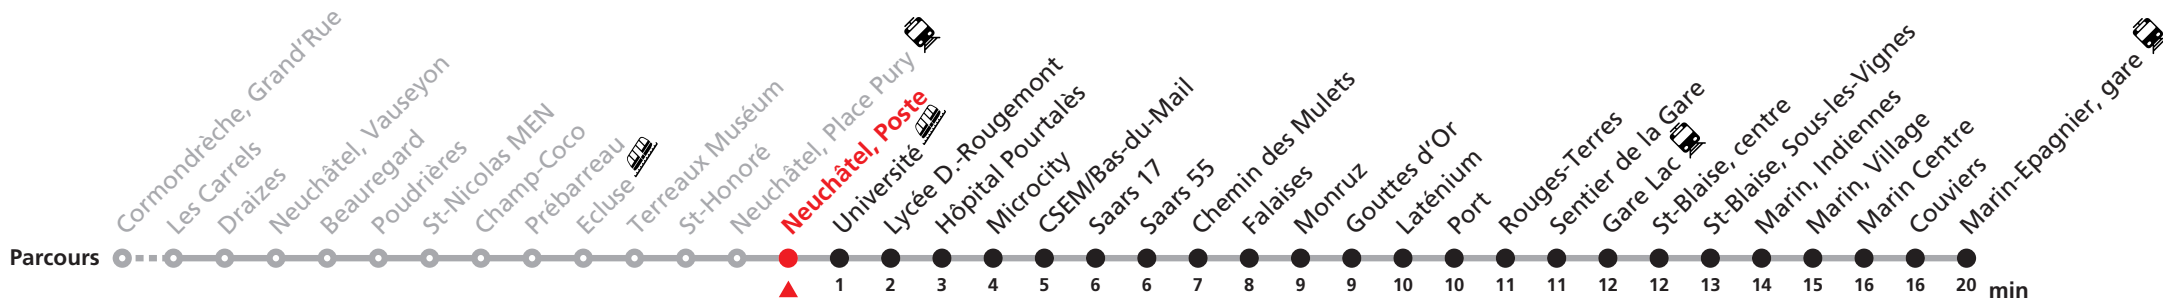 Cormondrèche, Grand'Rue
Les Carrels
Draizes
Neuchâtel, Vauseyon
Beauregard
Poudrières
St-Nicolas MEN
Champ-Coco
Prébarreau
Ecluse
Terreaux Muséum
St-Honoré
Neuchâtel, Place Pury
Neuchâtel, Poste
Université
Lycée D.-Rougemont
Hôpital Pourtalès
Microcity
CSEM/Bas-du-Mail
Saars 17
Saars 55
Chemin des Mulets
Falaises
Monruz
Gouttes d'Or
Laténium
Port
Rouges-Terres
Sentier de la Gare
Gare Lac
St-Blaise, centre
St-Blaise, Sous-les-Vignes
Marin, Indiennes
Marin, Village
Marin Centre
Couviers
Marin-Epagnier, gare
Parcours
1 2 3 4 5 6 6 7 8 9 9 10 10 11 11 12 12 13 14 15 16 16 20 min